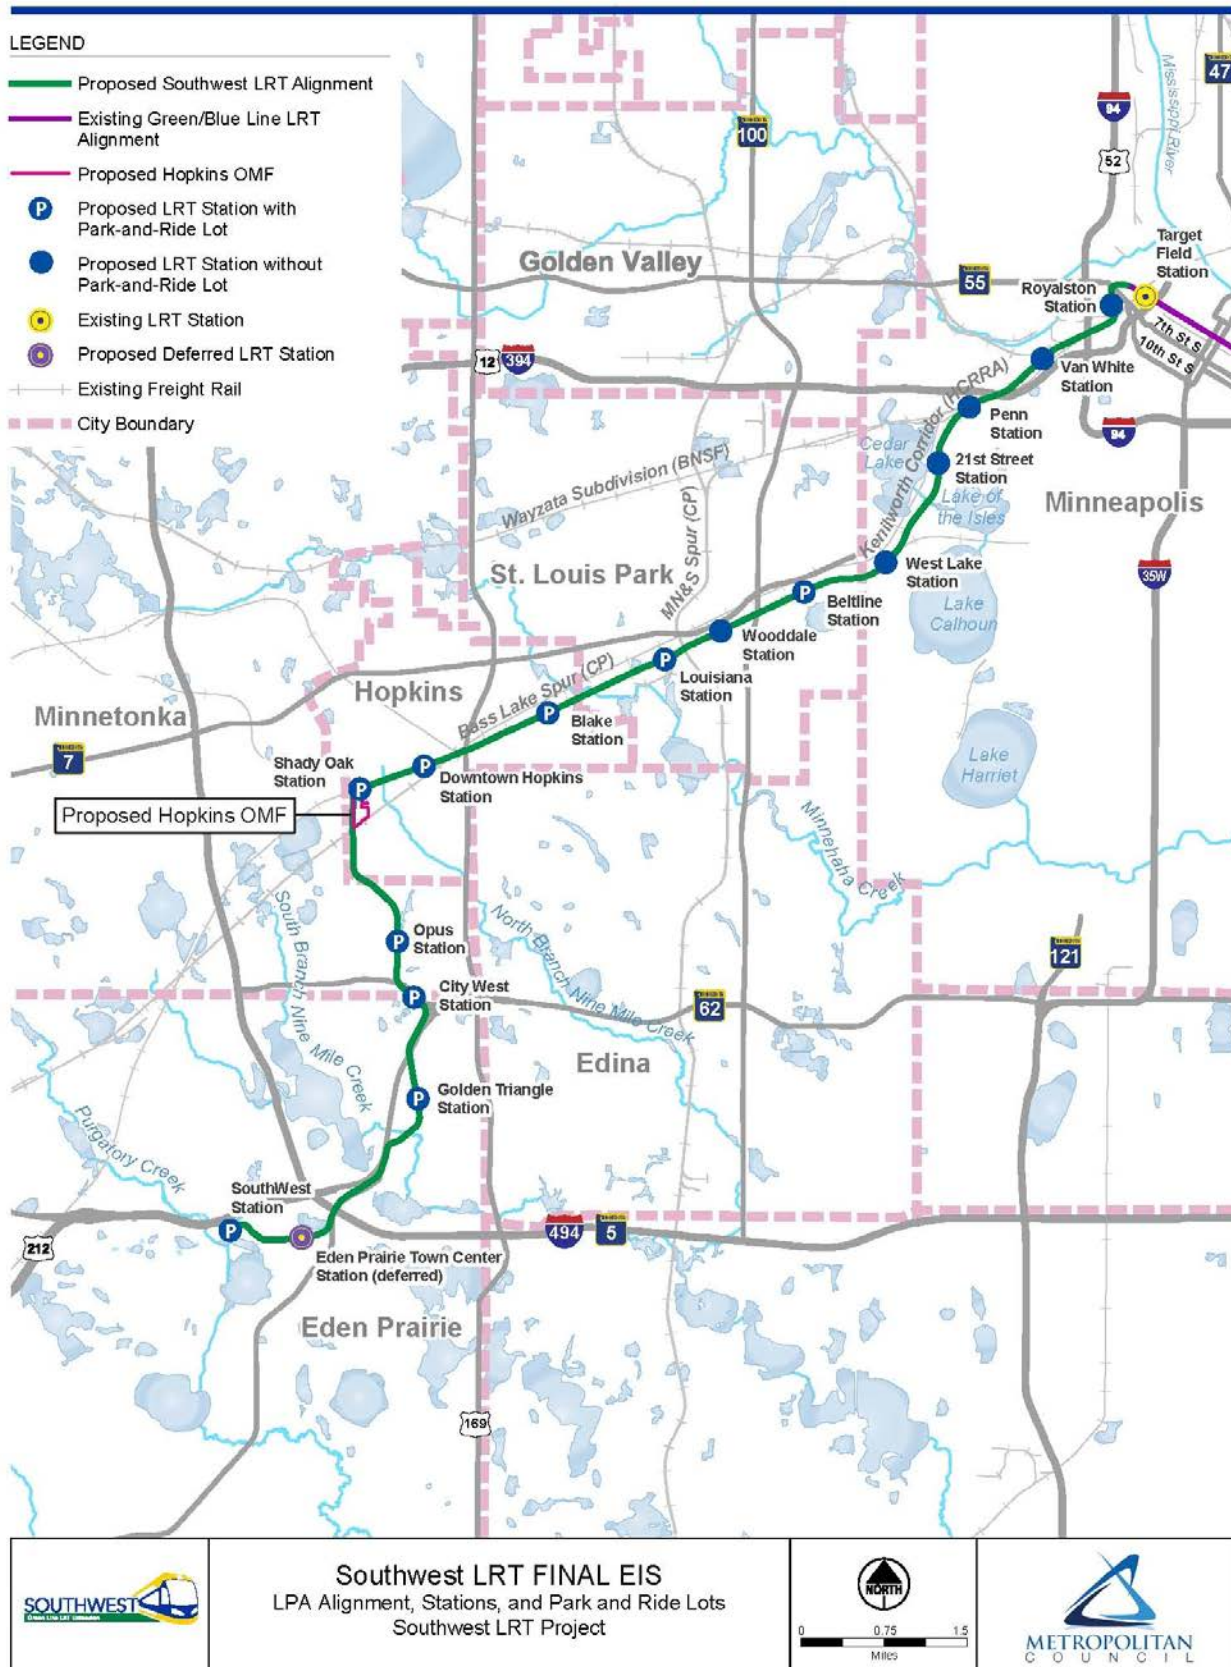 LEGEND
Proposed Southwest LRT Alignment
Existing Green/Blue Line LRT
Alignment
Proposed Hopkins OMF
P
Proposed LRT Station with
Park-and-Ride Lot
Proposed LRT Station without
Park-and-Ride Lot
Existing LRT Station
Proposed Deferred LRT Station
Existing Freight Rail
City Boundary
47
94
100
52
Mississippi River
Target
Field
Station
Golden Valley
55
Royalston
Station
7th St S
10th St S
12
394
Van White
Station
Kenilworth Corridor (HCRRA)
Penn
Station
94
Cedar
Lake
21st Street
Station
Wayzata Subdivision (BNSF)
Lake of
the Isles
Minneapolis
MN&S Spur (CP)
St. Louis Park
West Lake
Station
35W
P
Beltline
Station
Lake
Calhoun
Wooddale
Station
P
Louisiana
Station
Hopkins
Bass Lake Spur (CP)
Minnetonka
P
Blake
Station
7
Lake
Harriet
Shady Oak
Station
P
P
Downtown Hopkins
Station
Proposed Hopkins OMF
Minnehaha Creek
South Branch Nine Mile Creek
North Branch Nine Mile Creek
P
Opus
Station
121
P
City West
Station
62
Edina
P
Golden Triangle
Station
Purgatory Creek
SouthWest
Station
P
212
494
5
Eden Prairie Town Center
Station (deferred)
Eden Prairie
169
SOUTHWEST
Southwest LRT FINAL EIS
LPA Alignment, Stations, and Park and Ride Lots
Southwest LRT Project
NORTH
0 0.75 1.5
Miles
METROPOLITAN
COUNCIL